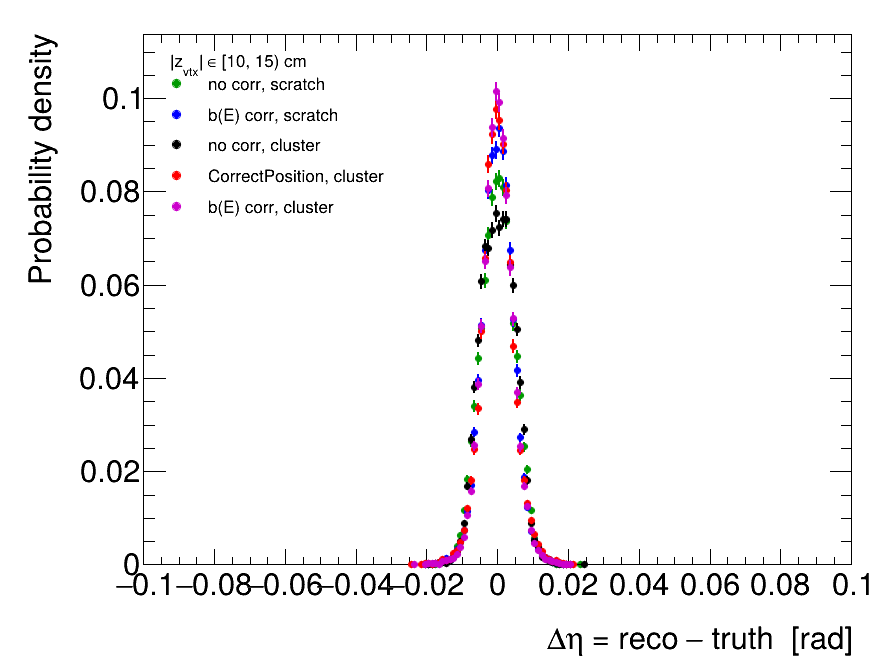 Probability density
|z_vtx| ∈ [10, 15) cm
no corr, scratch
b(E) corr, scratch
no corr, cluster
CorrectPosition, cluster
b(E) corr, cluster
0.1
0.08
0.06
0.04
0.02
0
−0.1 −0.08 −0.06 −0.04 −0.02 0 0.02 0.04 0.06 0.08 0.1
Δη = reco − truth [rad]